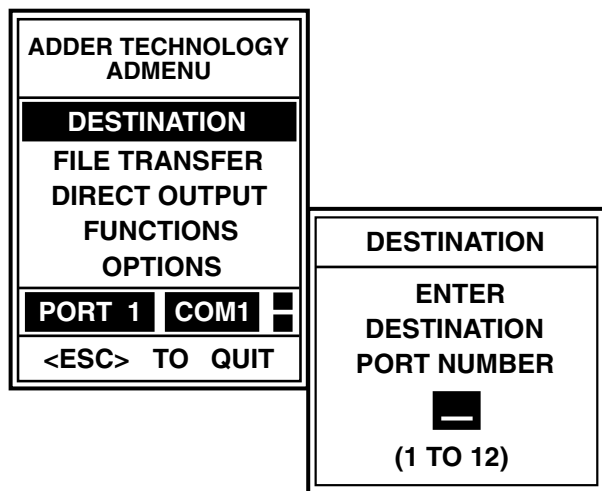 ADDER TECHNOLOGY
ADMENU
DESTINATION
FILE TRANSFER
DIRECT OUTPUT
FUNCTIONS
OPTIONS
PORT 1 COM1
<ESC> TO QUIT
DESTINATION
ENTER
DESTINATION
PORT NUMBER
(1 TO 12)